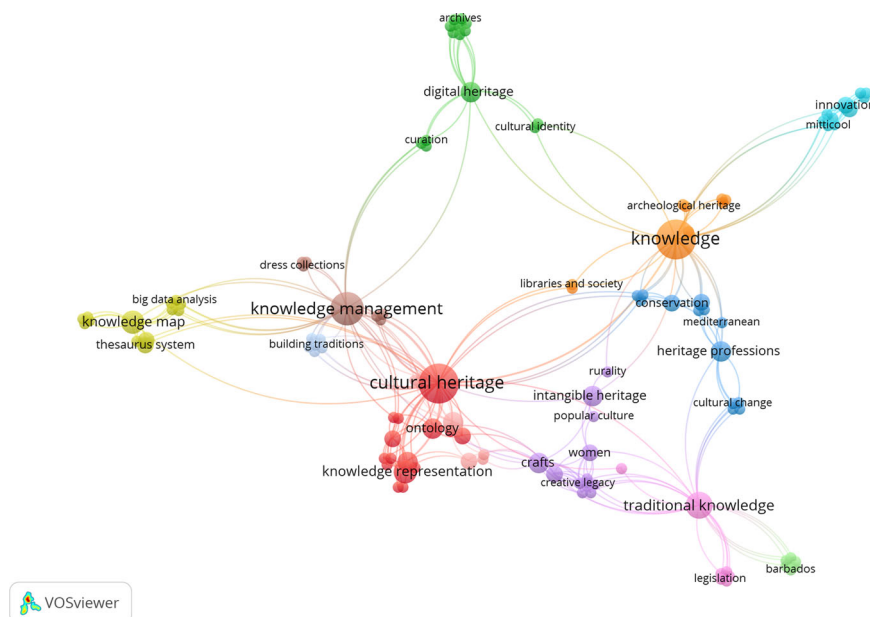 archives
digital heritage
innovation
cultural identity
mitticool
curation
archeological heritage
knowledge
dress collections
libraries and society
big data analysis
knowledge management
conservation
knowledge map
mediterranean
thesaurus system
building traditions
heritage professions
rurality
cultural heritage
intangible heritage
cultural change
popular culture
ontology
women
crafts
knowledge representation
creative legacy
traditional knowledge
barbados
legislation
VOSviewer